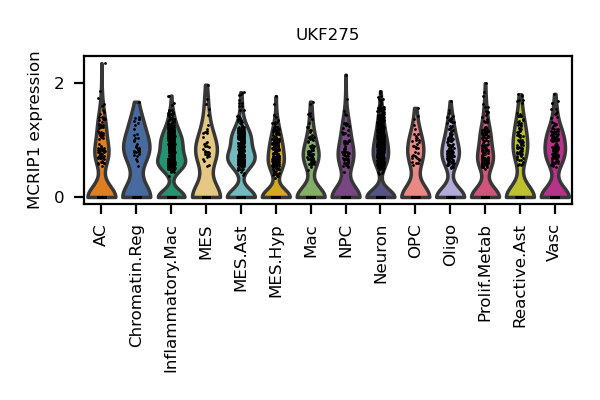 UKF275
MCRIP1 expression
2
0
AC
Chromatin.Reg
Inflammatory.Mac
MES
MES.Ast
MES.Hyp
Mac
NPC
Neuron
OPC
Oligo
Prolif.Metab
Reactive.Ast
Vasc